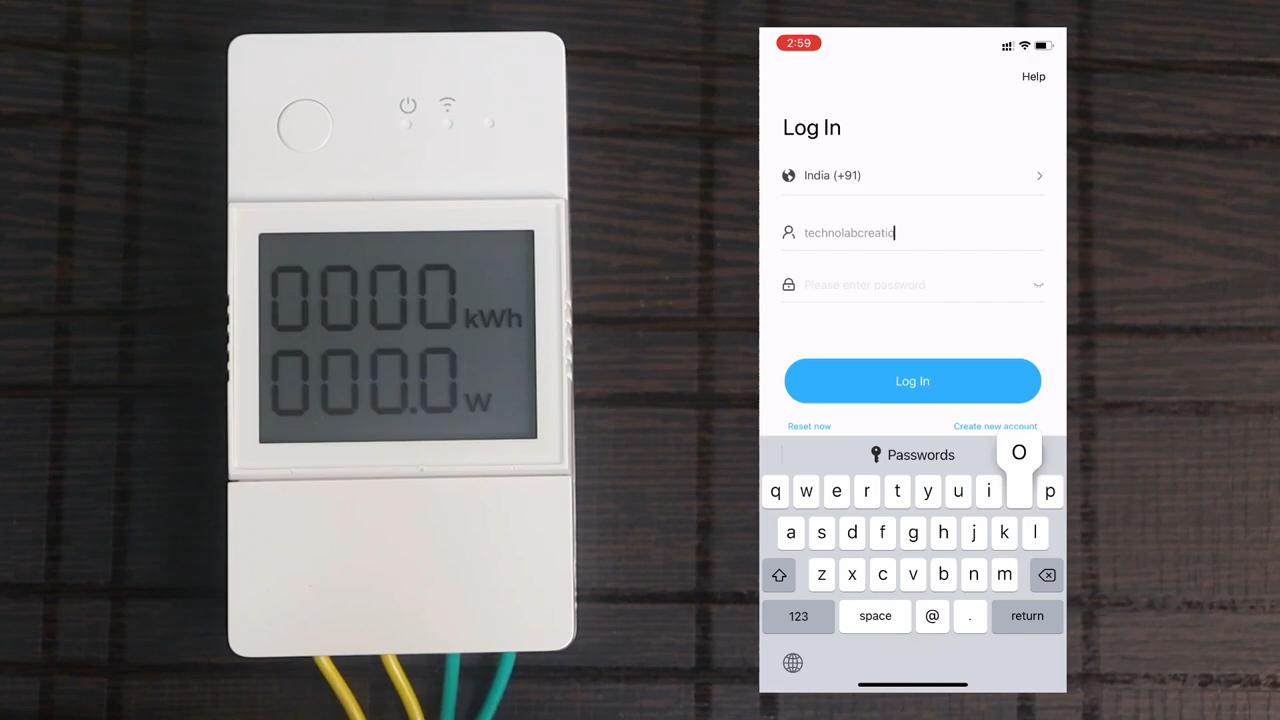 0000 kWh
000.0 W
2:59
Help
Log In
India (+91)
technolabcreatio
Please enter password
Log In
Reset now
Create new account
Passwords
O
q w e r t y u i p
a s d f g h j k l
z x c v b n m
123 space @ . return